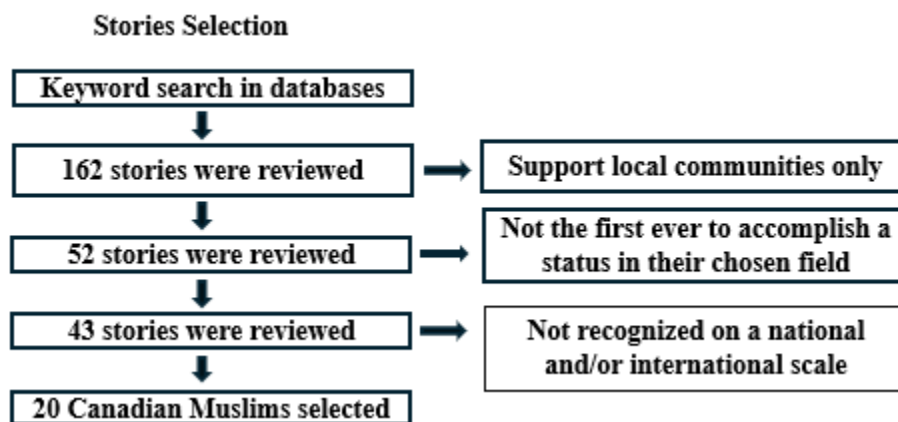 Stories Selection
Keyword search in databases
162 stories were reviewed
Support local communities only
52 stories were reviewed
Not the first ever to accomplish a
status in their chosen field
43 stories were reviewed
Not recognized on a national
and/or international scale
20 Canadian Muslims selected